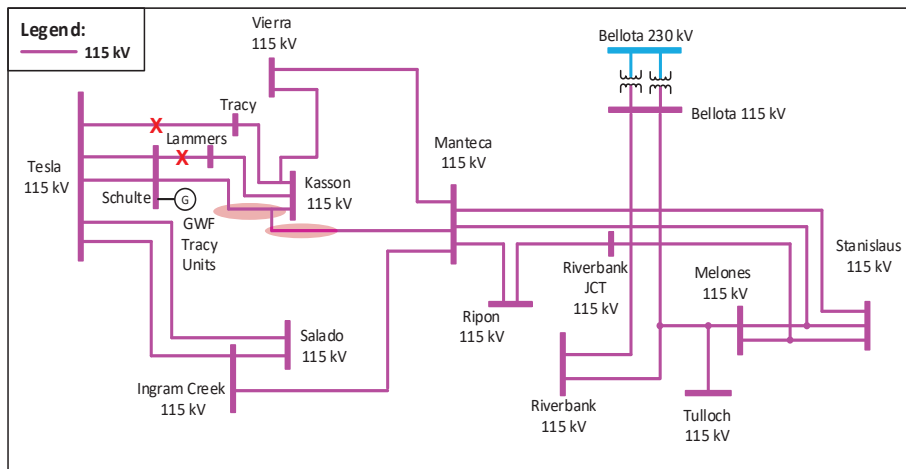 Legend:
115 kV
Vierra
115 kV
Bellota 230 kV
Bellota 115 kV
Tracy
X
Lammers
X
Tesla
115 kV
Schulte
G
GWF
Tracy
Units
Kasson
115 kV
Manteca
115 kV
Riverbank
JCT
115 kV
Melones
115 kV
Stanislaus
115 kV
Ripon
115 kV
Salado
115 kV
Ingram Creek
115 kV
Riverbank
115 kV
Tulloch
115 kV